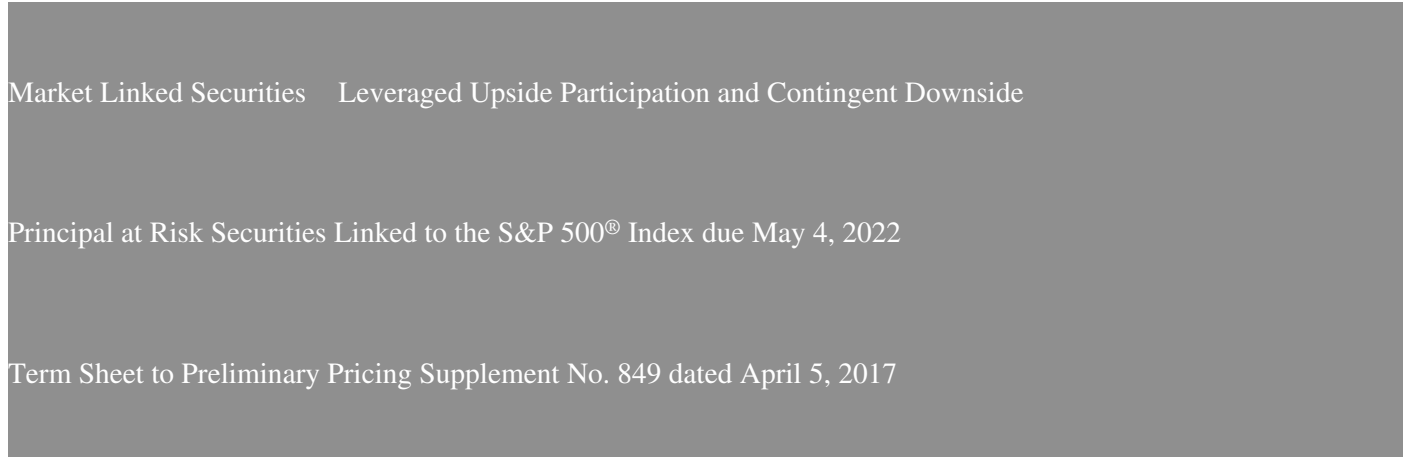 Market Linked Securities Leveraged Upside Participation and Contingent Downside
Principal at Risk Securities Linked to the S&P 500® Index due May 4, 2022
Term Sheet to Preliminary Pricing Supplement No. 849 dated April 5, 2017